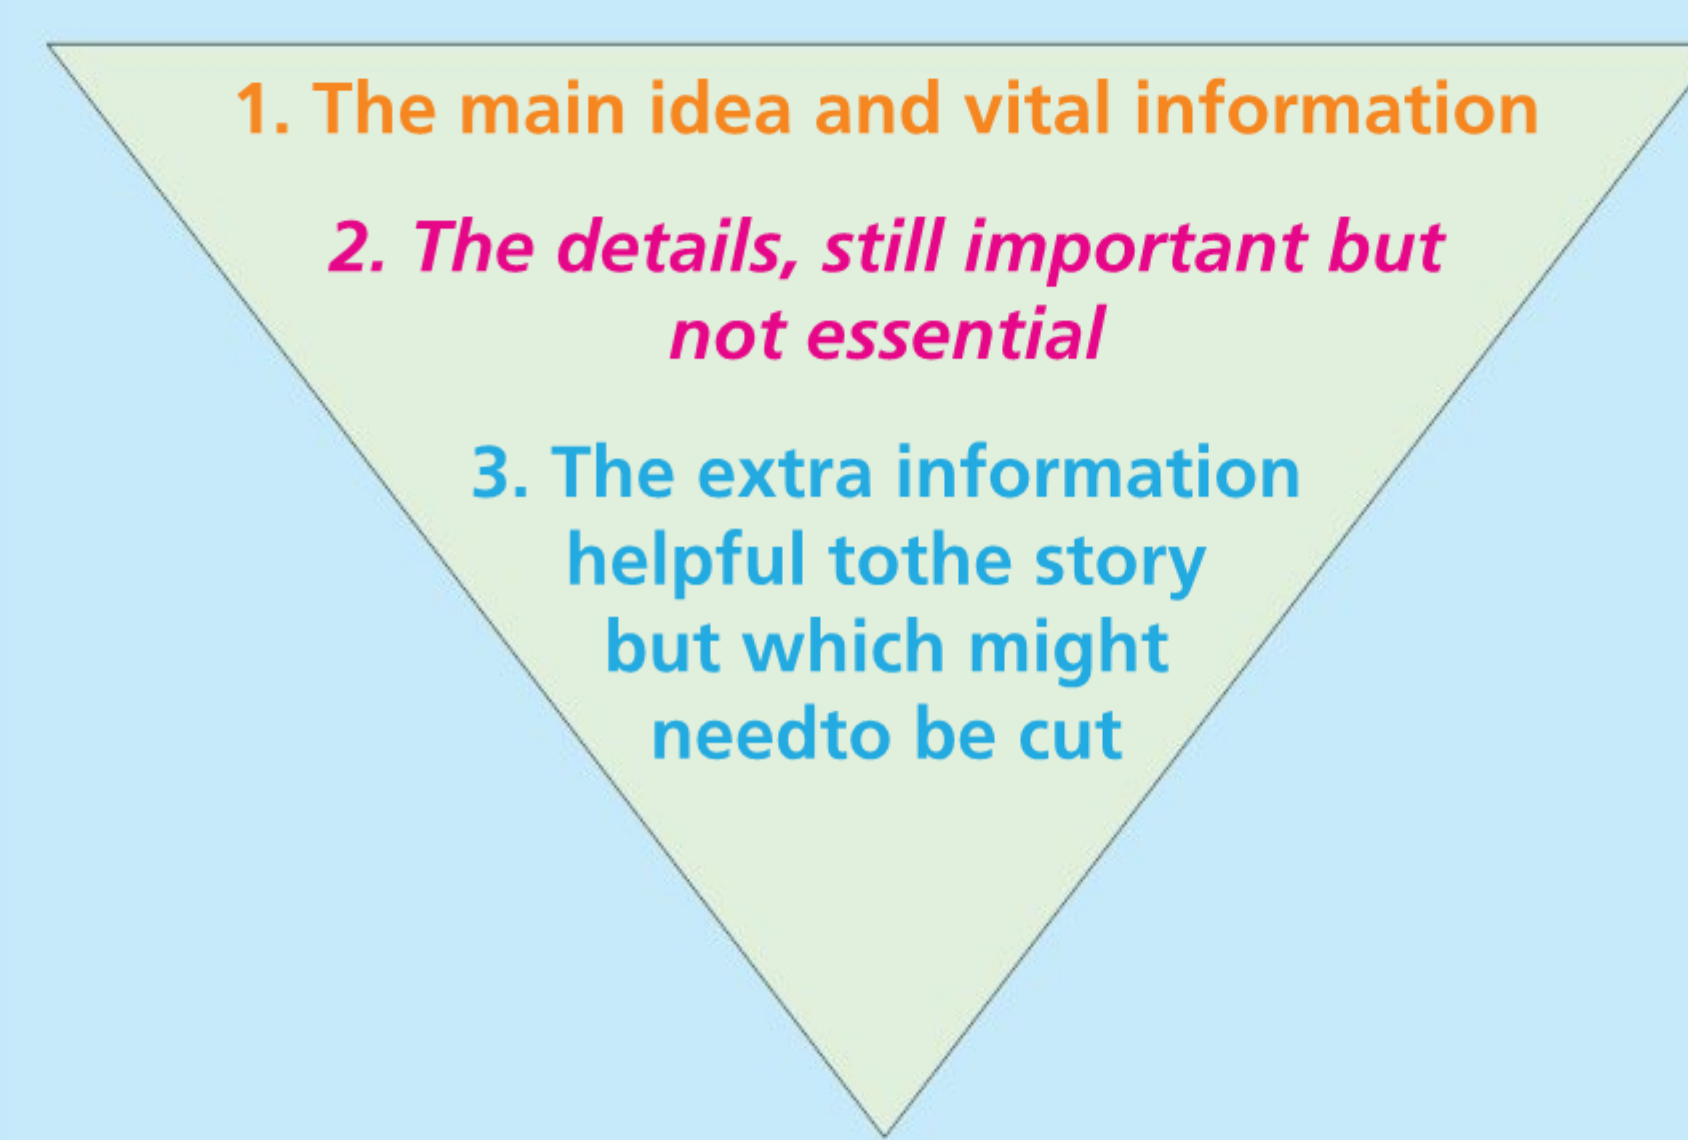 1. The main idea and vital information
2. The details, still important but
not essential
3. The extra information
helpful tothe story
but which might
needto be cut